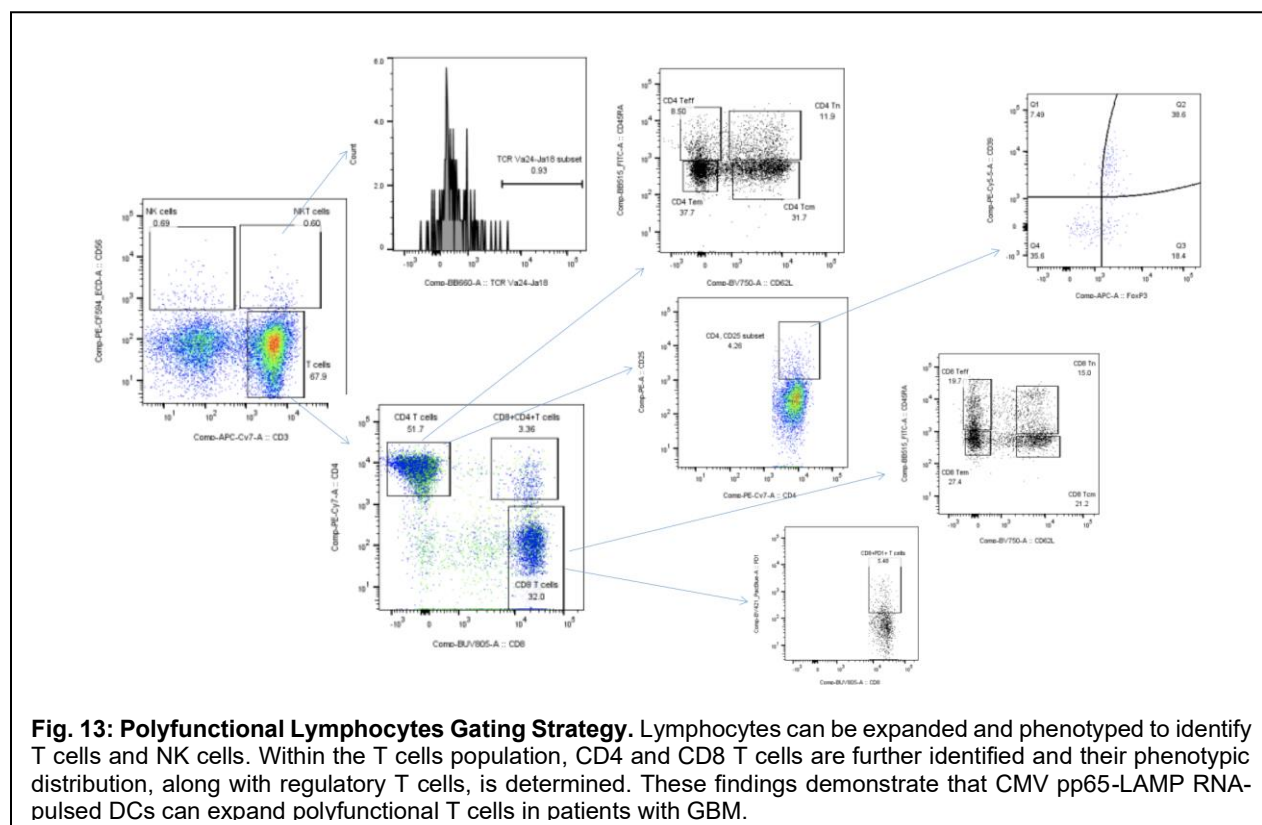 NK cells
0.69
NKT cells
0.60
T cells
67.9
Comp-PE-CF594_ECD-A :: CD56
Comp-APC-Cy7-A :: CD3
Count
TCR Va24-Ja18 subset
0.93
Comp-BB660-A :: TCR Va24-Ja18
CD4 T cells
51.7
CD8+CD4+T cells
3.36
CD8 T cells
32.0
Comp-PE-Cy7-A :: CD4
Comp-BUV805-A :: CD8
CD4 Teff
8.50
CD4 Tn
11.9
CD4 Tem
37.7
CD4 Tcm
31.7
Comp-BB515_FITC-A :: CD45RA
Comp-BV750-A :: CD62L
CD4, CD25 subset
4.26
Comp-PE-A :: CD25
Comp-PE-Cy7-A :: CD4
Q1
7.49
Q2
38.6
Q4
35.6
Q3
18.4
Comp-PE-Cy5-5-A :: CD39
Comp-APC-A :: FoxP3
CD8 Teff
19.7
CD8 Tn
15.0
CD8 Tem
27.4
CD8 Tcm
21.2
Comp-BB515_FITC-A :: CD45RA
Comp-BV750-A :: CD62L
CD8+PD1+ T cells
5.48
Comp-BUV805-A :: CD8
Fig. 13: Polyfunctional Lymphocytes Gating Strategy. Lymphocytes can be expanded and phenotyped to identify
T cells and NK cells. Within the T cells population, CD4 and CD8 T cells are further identified and their phenotypic
distribution, along with regulatory T cells, is determined. These findings demonstrate that CMV pp65-LAMP RNA-
pulsed DCs can expand polyfunctional T cells in patients with GBM.